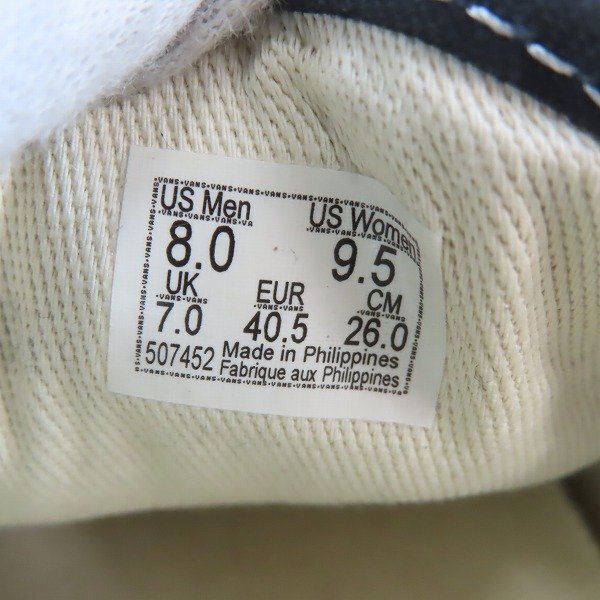 US Men US Women
8.0 9.5
UK EUR CM
7.0 40.5 26.0
507452 Made in Philippines
Fabrique aux Philippines